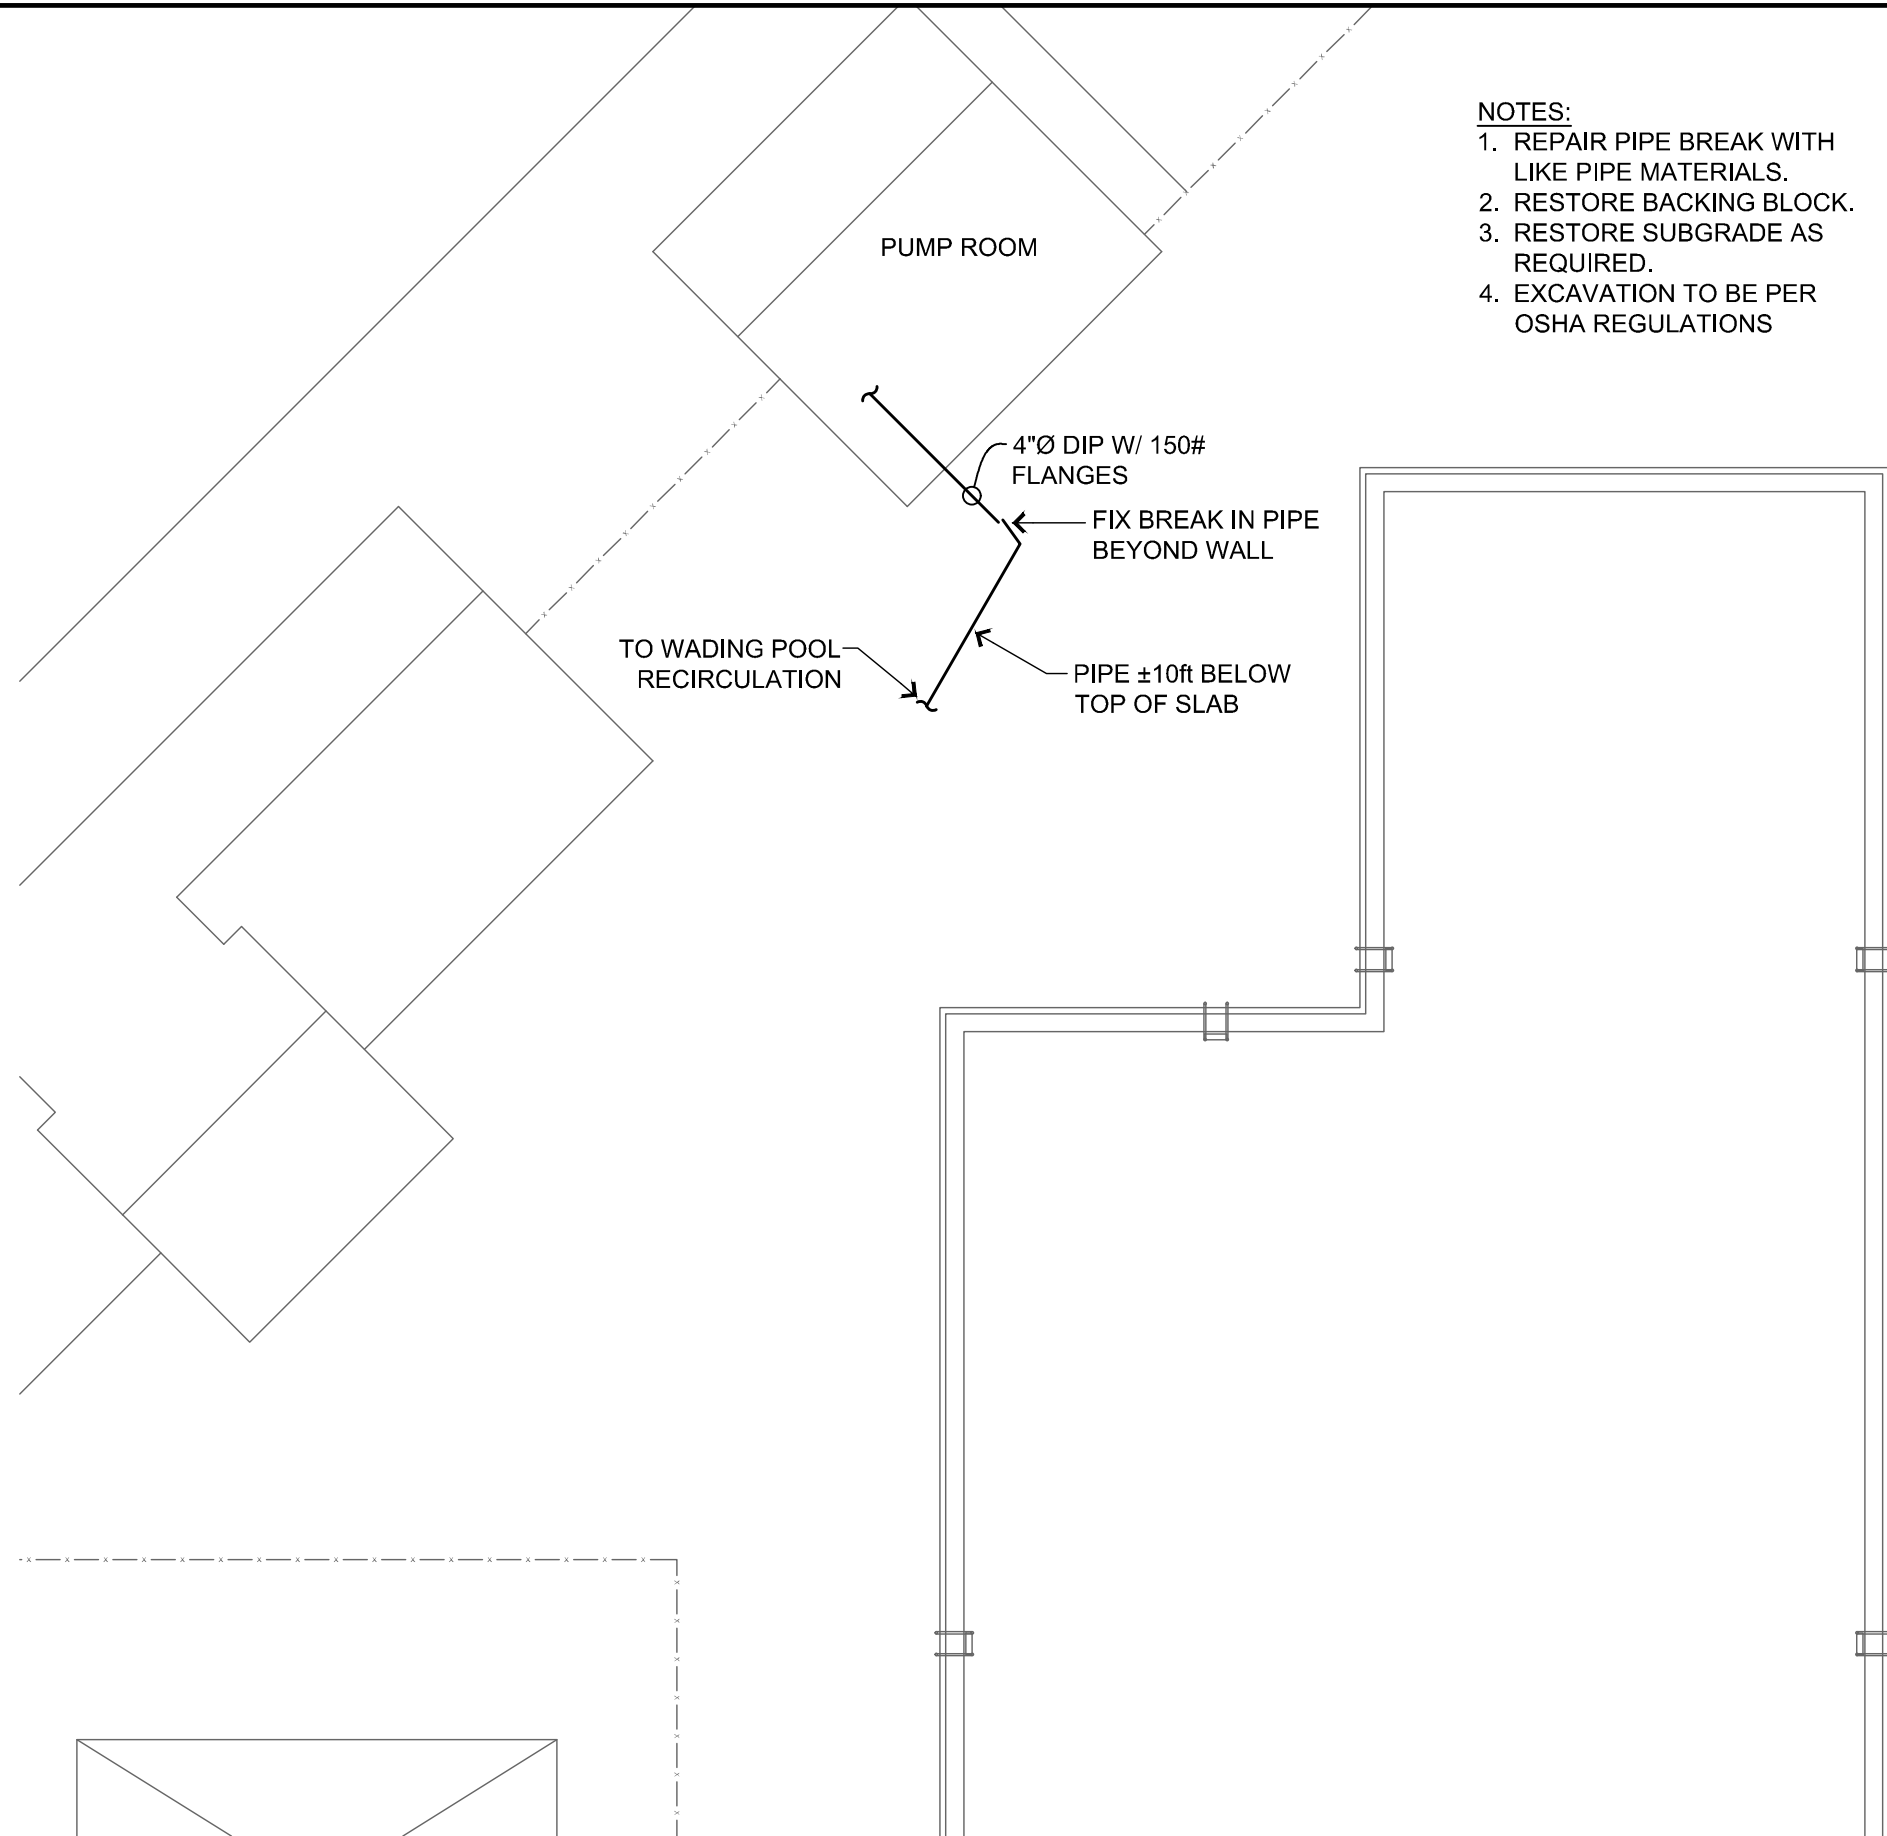 NOTES:
1. REPAIR PIPE BREAK WITH
LIKE PIPE MATERIALS.
2. RESTORE BACKING BLOCK.
3. RESTORE SUBGRADE AS
REQUIRED.
4. EXCAVATION TO BE PER
OSHA REGULATIONS
PUMP ROOM
4"Ø DIP W/ 150#
FLANGES
FIX BREAK IN PIPE
BEYOND WALL
TO WADING POOL
RECIRCULATION
PIPE ±10ft BELOW
TOP OF SLAB